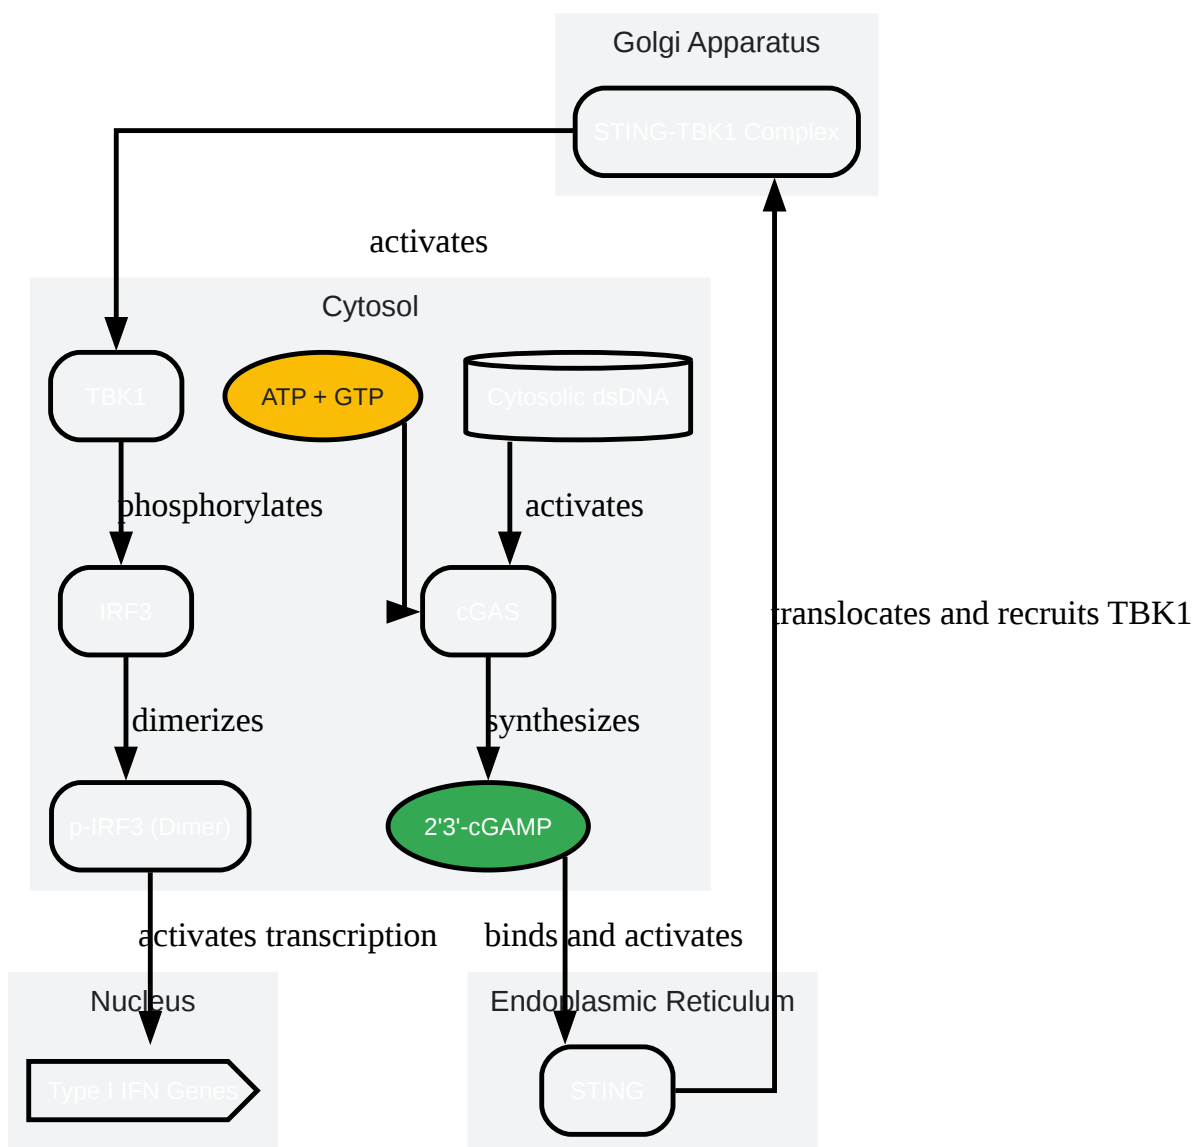 Golgi Apparatus
STING-TBK1 Complex
activates
Cytosol
TBK1
ATP + GTP
Cytosolic dsDNA
phosphorylates
activates
IRF3
cGAS
translocates and recruits TBK1
dimerizes
synthesizes
p-IRF3 (Dimer)
2'3'-cGAMP
activates transcription
binds and activates
Nucleus
Endoplasmic Reticulum
Type I IFN Genes
STING